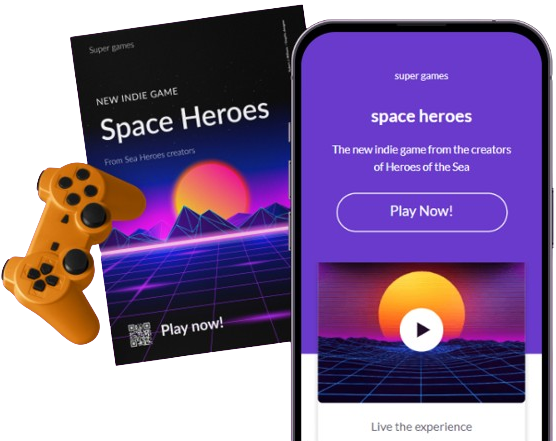 Super games
NEW INDIE GAME
Space Heroes
From Sea Heroes creators
Play now!
super games
space heroes
The new indie game from the creators
of Heroes of the Sea
Play Now!
Live the experience